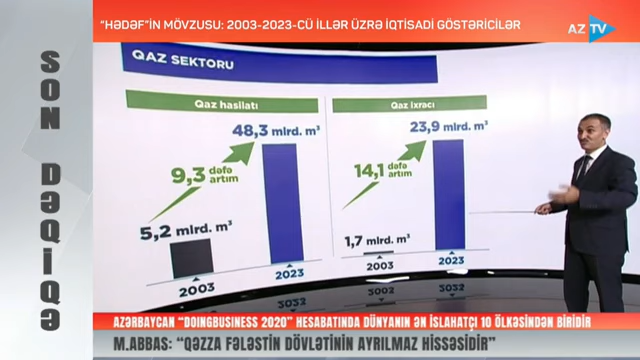 “HƏDƏF”İN MÖVZUSU: 2003-2023-CÜ İLLƏR ÜZRƏ İQTİSADİ GÖSTƏRİCİLƏR
AZTV
SON DƏQİQƏ
QAZ SEKTORU
Qaz hasilatı
48,3 mlrd. m³
9,3 dəfə artım
5,2 mlrd. m³
2003
2023
Qaz ixracı
23,9 mlrd. m³
14,1 dəfə artım
1,7 mlrd. m³
2003
2023
AZƏRBAYCAN “DOINGBUSINESS 2020” HESABATINDA DÜNYANIN ƏN İSLAHATÇI 10 ÖLKƏSİNDƏN BİRİDİR
M.ABBAS: “QƏZZA FƏLƏSTİN DÖVLƏTİNİN AYRILMAZ HİSSƏSİDİR”